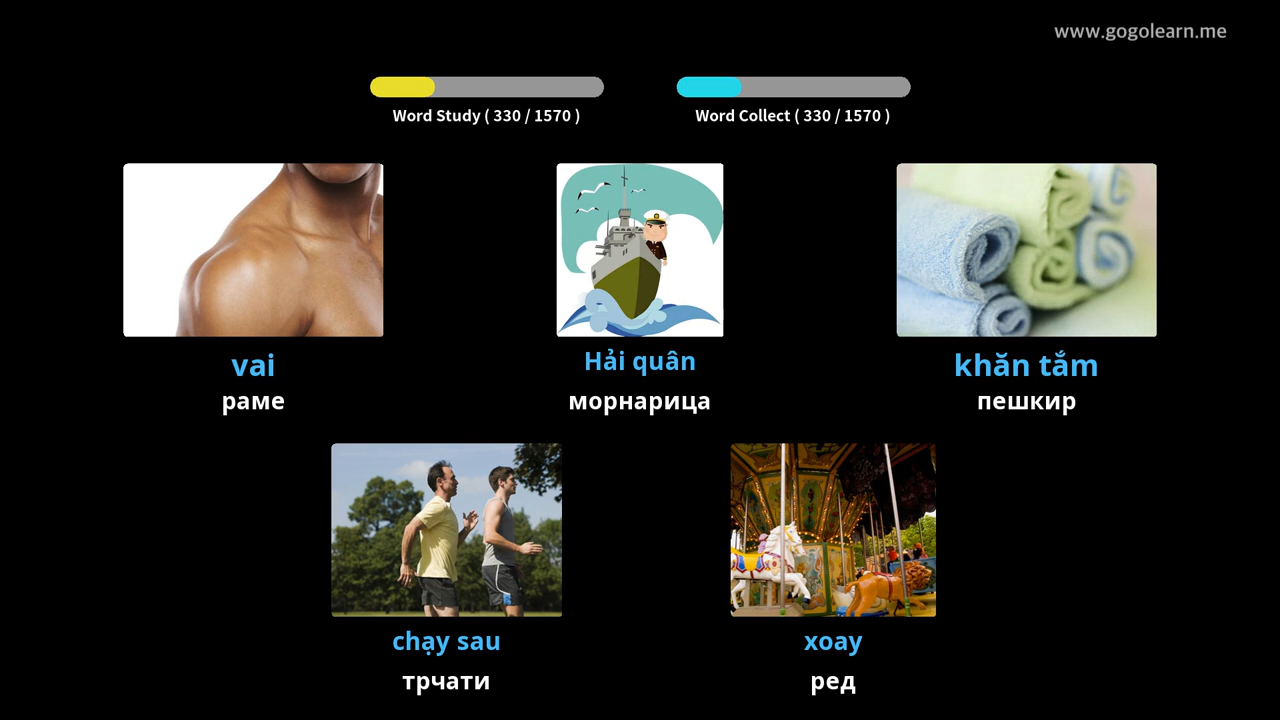 www.gogolearn.me
Word Study ( 330 / 1570 )
Word Collect ( 330 / 1570 )
vai
раме
Hải quân
морнарица
khăn tắm
пешкир
chạy sau
трчати
xoay
ред